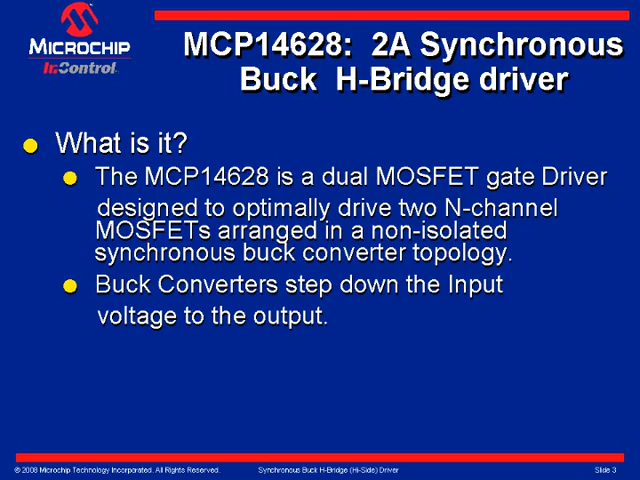 MICROCHIP
InControl
MCP14628: 2A Synchronous
Buck H-Bridge driver
What is it?
The MCP14628 is a dual MOSFET gate Driver
designed to optimally drive two N-channel
MOSFETs arranged in a non-isolated
synchronous buck converter topology.
Buck Converters step down the Input
voltage to the output.
© 2008 Microchip Technology Incorporated. All Rights Reserved. Synchronous Buck H-Bridge (Hi-Side) Driver Slide 3